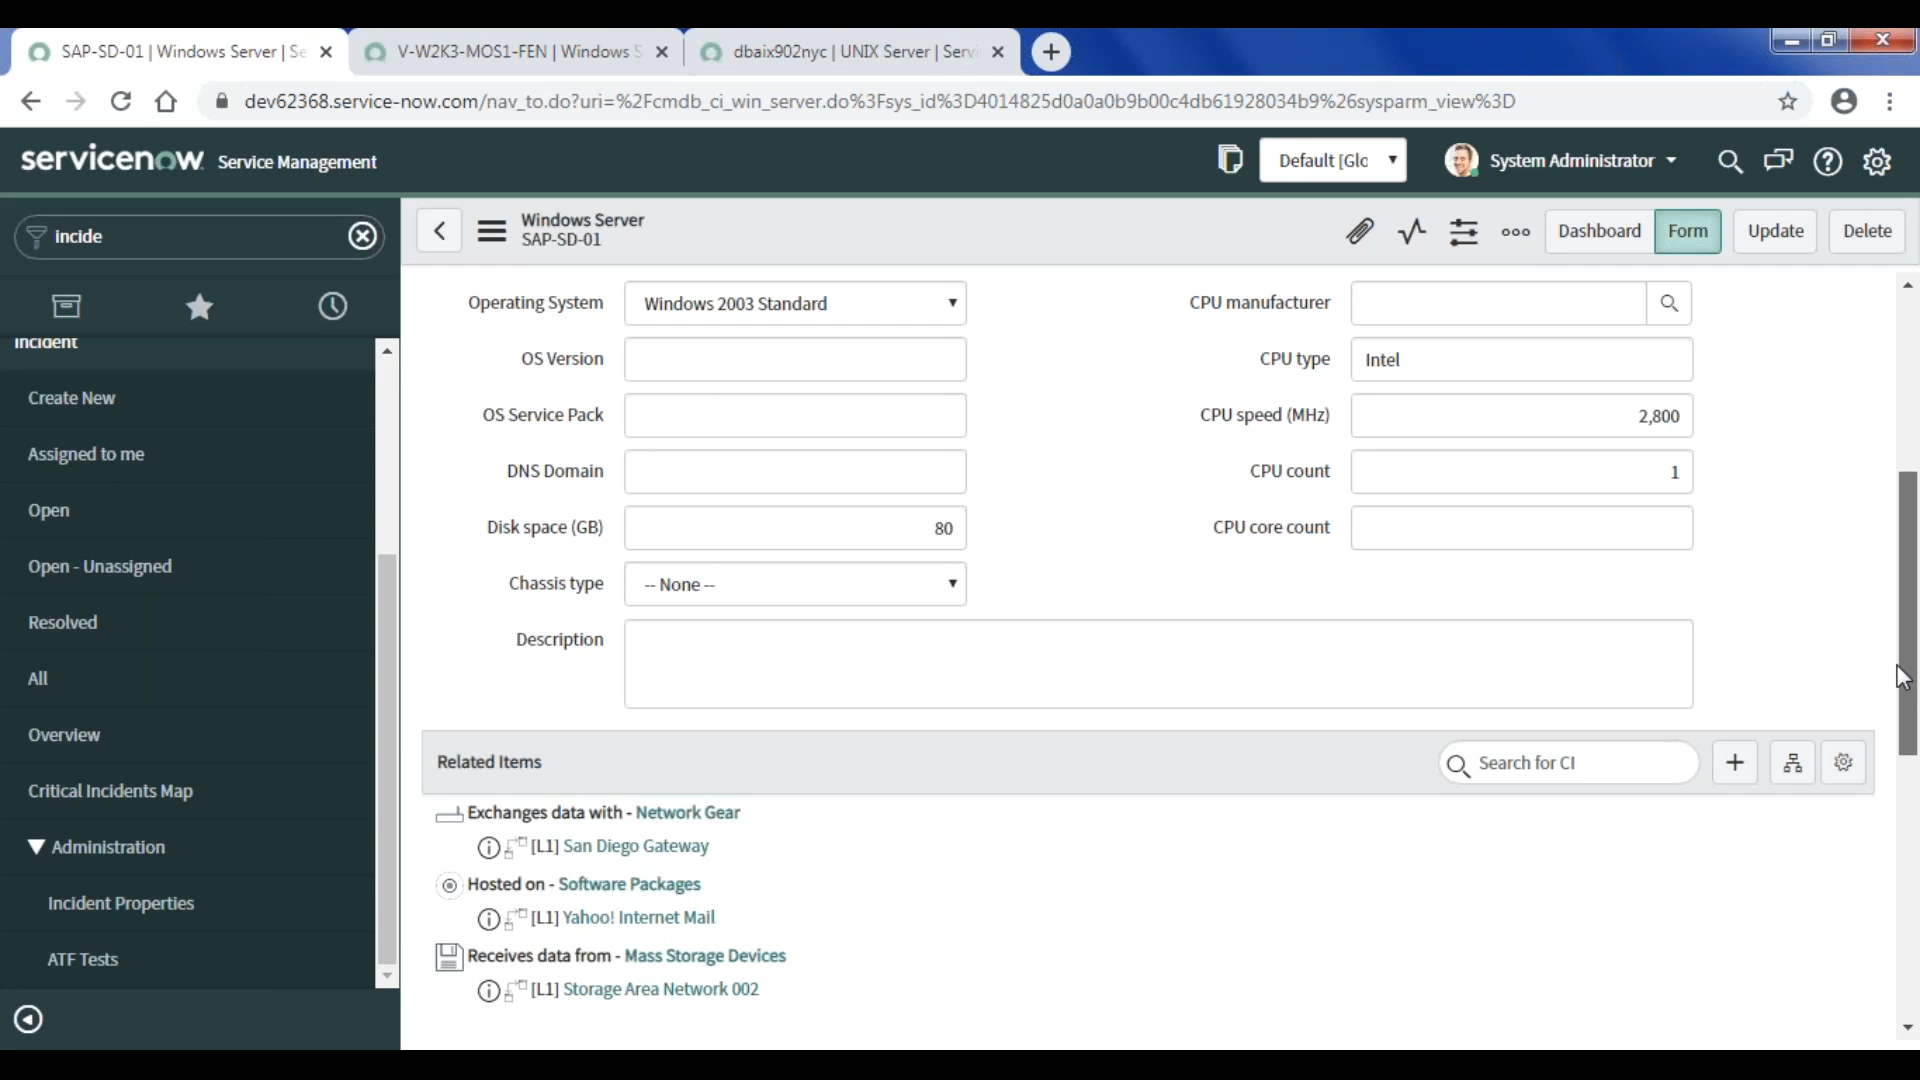 SAP-SD-01 | Windows Server | Se
V-W2K3-MOS1-FEN | Windows S
dbaix902nyc | UNIX Server | Servi
dev62368.service-now.com/nav_to.do?uri=%2Fcmdb_ci_win_server.do%3Fsys_id%3D4014825d0a0a0b9b00c4db61928034b9%26sysparm_view%3D
servicenow Service Management
Default [Glo
System Administrator
incide
Windows Server
SAP-SD-01
Dashboard
Form
Update
Delete
Incident
Create New
Assigned to me
Open
Open - Unassigned
Resolved
All
Overview
Critical Incidents Map
Administration
Incident Properties
ATF Tests
Operating System
Windows 2003 Standard
CPU manufacturer
OS Version
CPU type
Intel
OS Service Pack
CPU speed (MHz)
2,800
DNS Domain
CPU count
1
Disk space (GB)
80
CPU core count
Chassis type
-- None --
Description
Related Items
Search for CI
Exchanges data with - Network Gear
[L1] San Diego Gateway
Hosted on - Software Packages
[L1] Yahoo! Internet Mail
Receives data from - Mass Storage Devices
[L1] Storage Area Network 002